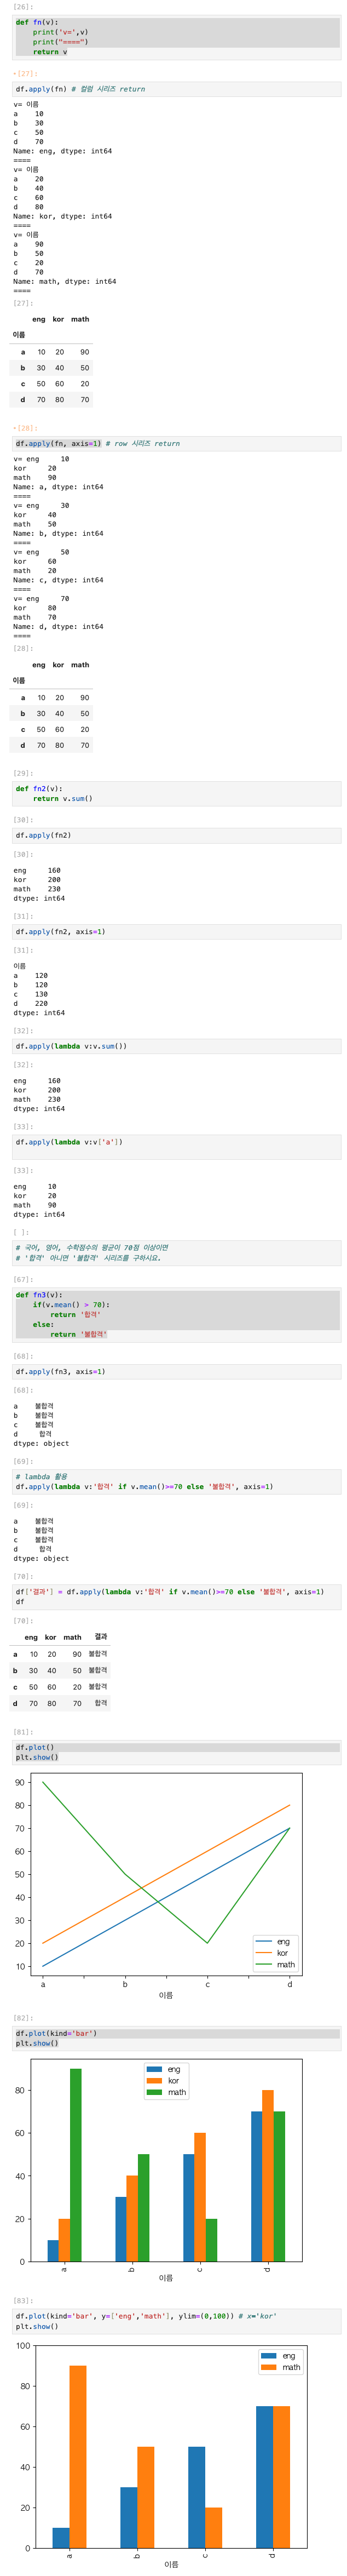 [26]:
def fn(v):
    print('v=',v)
    print("====")
    return v
•[27]:
df.apply(fn) # 컬럼 시리즈 return
v= 이름
a    10
b    30
c    50
d    70
Name: eng, dtype: int64
====
v= 이름
a    20
b    40
c    60
d    80
Name: kor, dtype: int64
====
v= 이름
a    90
b    50
c    20
d    70
Name: math, dtype: int64
====
[27]:
eng kor math
이름
a 10 20 90
b 30 40 50
c 50 60 20
d 70 80 70
•[28]:
df.apply(fn, axis=1) # row 시리즈 return
v= eng     10
kor     20
math    90
Name: a, dtype: int64
====
v= eng     30
kor     40
math    50
Name: b, dtype: int64
====
v= eng     50
kor     60
math    20
Name: c, dtype: int64
====
v= eng     70
kor     80
math    70
Name: d, dtype: int64
====
[28]:
eng kor math
이름
a 10 20 90
b 30 40 50
c 50 60 20
d 70 80 70
[29]:
def fn2(v):
    return v.sum()
[30]:
df.apply(fn2)
[30]:
eng     160
kor     200
math    230
dtype: int64
[31]:
df.apply(fn2, axis=1)
[31]:
이름
a    120
b    120
c    130
d    220
dtype: int64
[32]:
df.apply(lambda v:v.sum())
[32]:
eng     160
kor     200
math    230
dtype: int64
[33]:
df.apply(lambda v:v['a'])
[33]:
eng     10
kor     20
math    90
dtype: int64
[ ]:
# 국어, 영어, 수학점수의 평균이 70점 이상이면
# '합격' 아니면 '불합격' 시리즈를 구하시요.
[67]:
def fn3(v):
    if(v.mean() > 70):
        return '합격'
    else:
        return '불합격'
[68]:
df.apply(fn3, axis=1)
[68]:
a    불합격
b    불합격
c    불합격
d     합격
dtype: object
[69]:
# lambda 활용
df.apply(lambda v:'합격' if v.mean()>=70 else '불합격', axis=1)
[69]:
a    불합격
b    불합격
c    불합격
d     합격
dtype: object
[70]:
df['결과'] = df.apply(lambda v:'합격' if v.mean()>=70 else '불합격', axis=1)
df
[70]:
eng kor math 결과
a 10 20 90 불합격
b 30 40 50 불합격
c 50 60 20 불합격
d 70 80 70 합격
[81]:
df.plot()
plt.show()
90
80
70
60
50
40
30
20
10
eng
kor
math
a b c d
이름
[82]:
df.plot(kind='bar')
plt.show()
eng
kor
math
80
60
40
20
0
a b c d
이름
[83]:
df.plot(kind='bar', y=['eng','math'], ylim=(0,100)) # x='kor'
plt.show()
100
eng
math
80
60
40
20
0
a b c d
이름